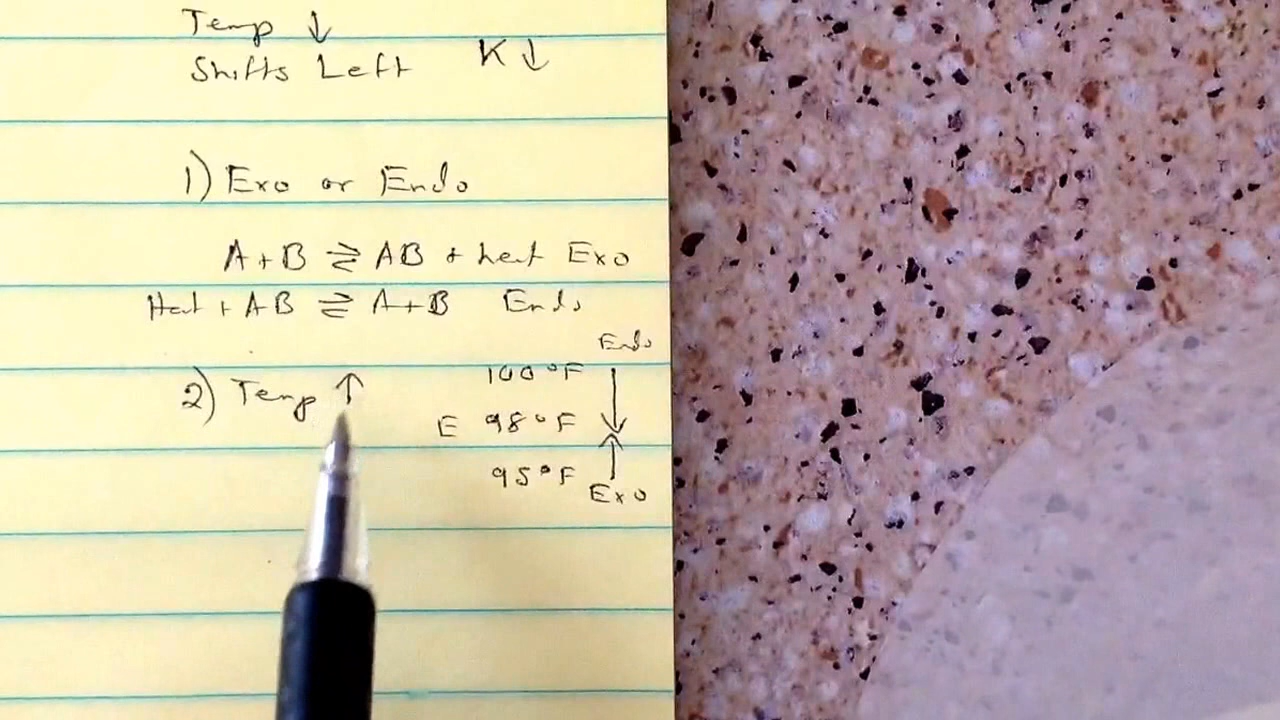 Temp ↓
Shifts Left K ↓
1) Exo or Endo
A + B ⇌ AB + heat Exo
Heat + AB ⇌ A + B Endo
Endo
2) Temp ↑ 100°F
E 98°F
95°F Exo